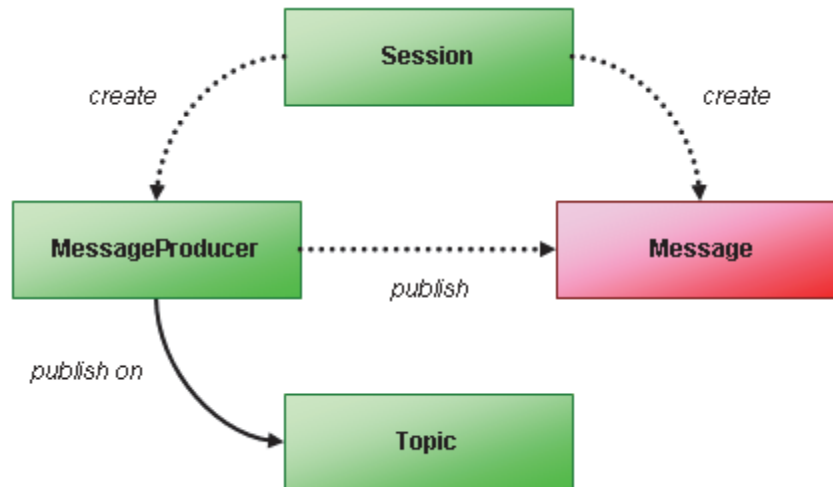 Session
create
create
MessageProducer
Message
publish
publish on
Topic